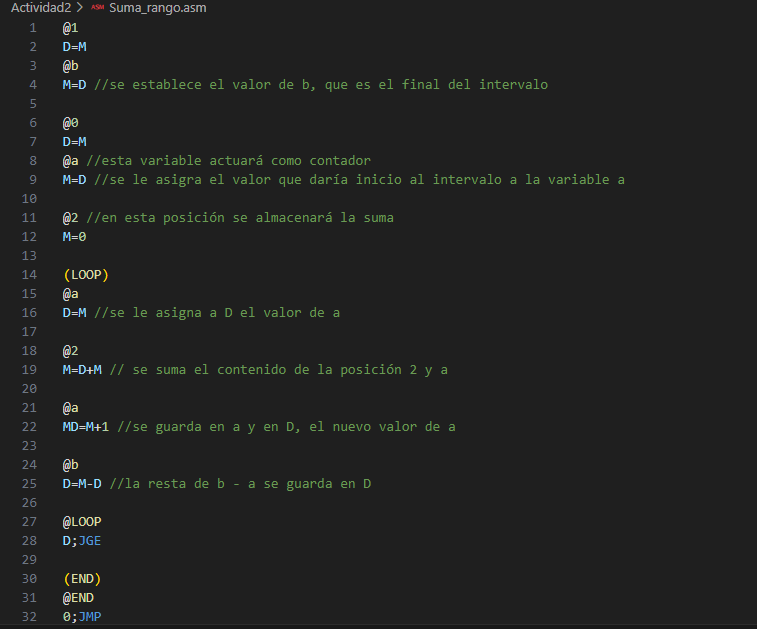 Actividad2 > ASM Suma_rango.asm
1 @1
2 D=M
3 @b
4 M=D //se establece el valor de b, que es el final del intervalo
5
6 @0
7 D=M
8 @a //esta variable actuará como contador
9 M=D //se le asigra el valor que daría inicio al intervalo a la variable a
10
11 @2 //en esta posición se almacenará la suma
12 M=0
13
14 (LOOP)
15 @a
16 D=M //se le asigna a D el valor de a
17
18 @2
19 M=D+M // se suma el contenido de la posición 2 y a
20
21 @a
22 MD=M+1 //se guarda en a y en D, el nuevo valor de a
23
24 @b
25 D=M-D //la resta de b - a se guarda en D
26
27 @LOOP
28 D;JGE
29
30 (END)
31 @END
32 0;JMP